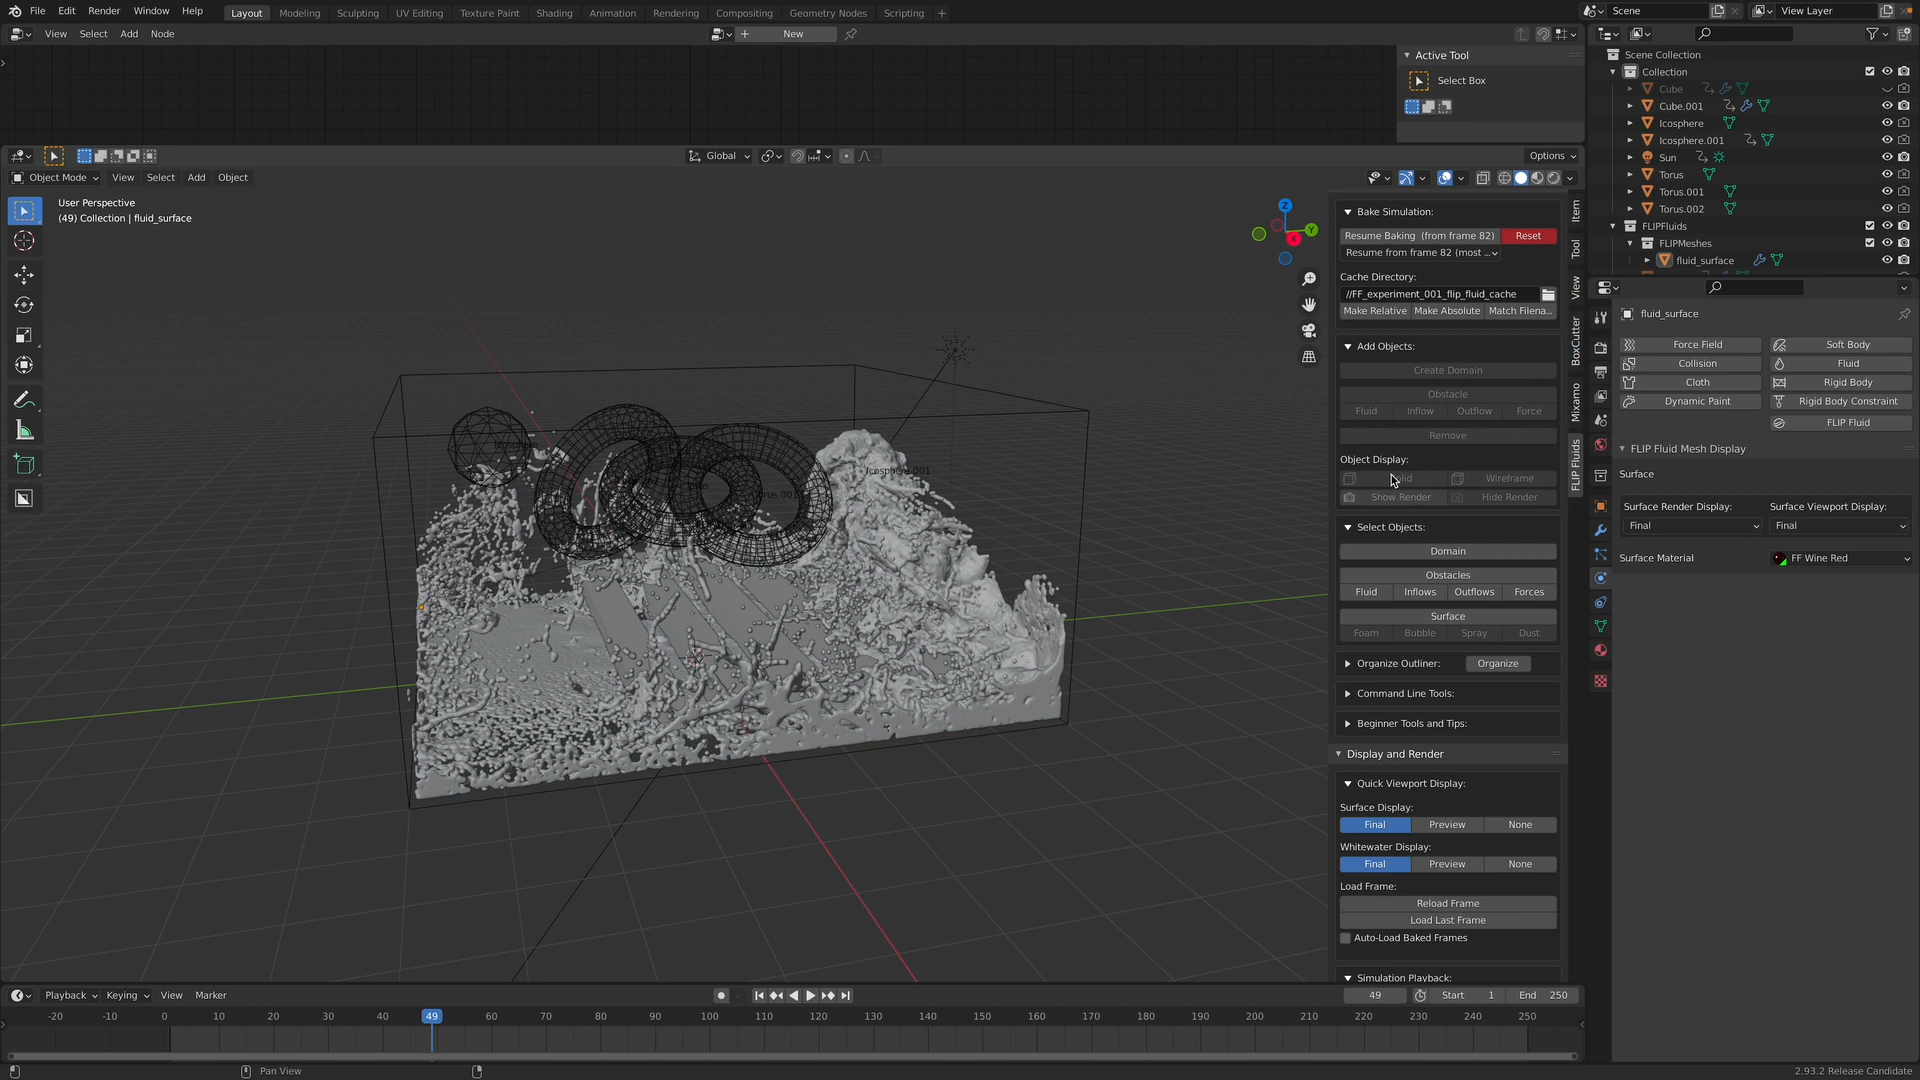 File Edit Render Window Help
Layout Modeling Sculpting UV Editing Texture Paint Shading Animation Rendering Compositing Geometry Nodes Scripting +
Scene View Layer
View Select Add Node
+ New
Active Tool
Select Box
Global
Options
Object Mode View Select Add Object
User Perspective
(49) Collection | fluid_surface
Z
Y
X
Icosphere.001
Torus.001
Bake Simulation:
Resume Baking (from frame 82) Reset
Resume from frame 82 (most ...
Cache Directory:
//FF_experiment_001_flip_fluid_cache
Make Relative Make Absolute Match Filena...
Add Objects:
Create Domain
Obstacle
Fluid Inflow Outflow Force
Remove
Object Display:
Wireframe
Show Render Hide Render
Select Objects:
Domain
Obstacles
Fluid Inflows Outflows Forces
Surface
Foam Bubble Spray Dust
Organize Outliner: Organize
Command Line Tools:
Beginner Tools and Tips:
Display and Render
Quick Viewport Display:
Surface Display:
Final Preview None
Whitewater Display:
Final Preview None
Load Frame:
Reload Frame
Load Last Frame
Auto-Load Baked Frames
Simulation Playback:
Item
Tool
View
BoxCutter
Mixamo
FLIP Fluids
Scene Collection
Collection
Cube
Cube.001
Icosphere
Icosphere.001
Sun
Torus
Torus.001
Torus.002
FLIPFluids
FLIPMeshes
fluid_surface
fluid_surface
Force Field Soft Body
Collision Fluid
Cloth Rigid Body
Dynamic Paint Rigid Body Constraint
FLIP Fluid
FLIP Fluid Mesh Display
Surface
Surface Render Display: Surface Viewport Display:
Final Final
Surface Material FF Wine Red
Playback Keying View Marker
49 Start 1 End 250
-20 -10 0 10 20 30 40 49 60 70 80 90 100 110 120 130 140 150 160 170 180 190 200 210 220 230 240 250
Pan View
2.93.2 Release Candidate